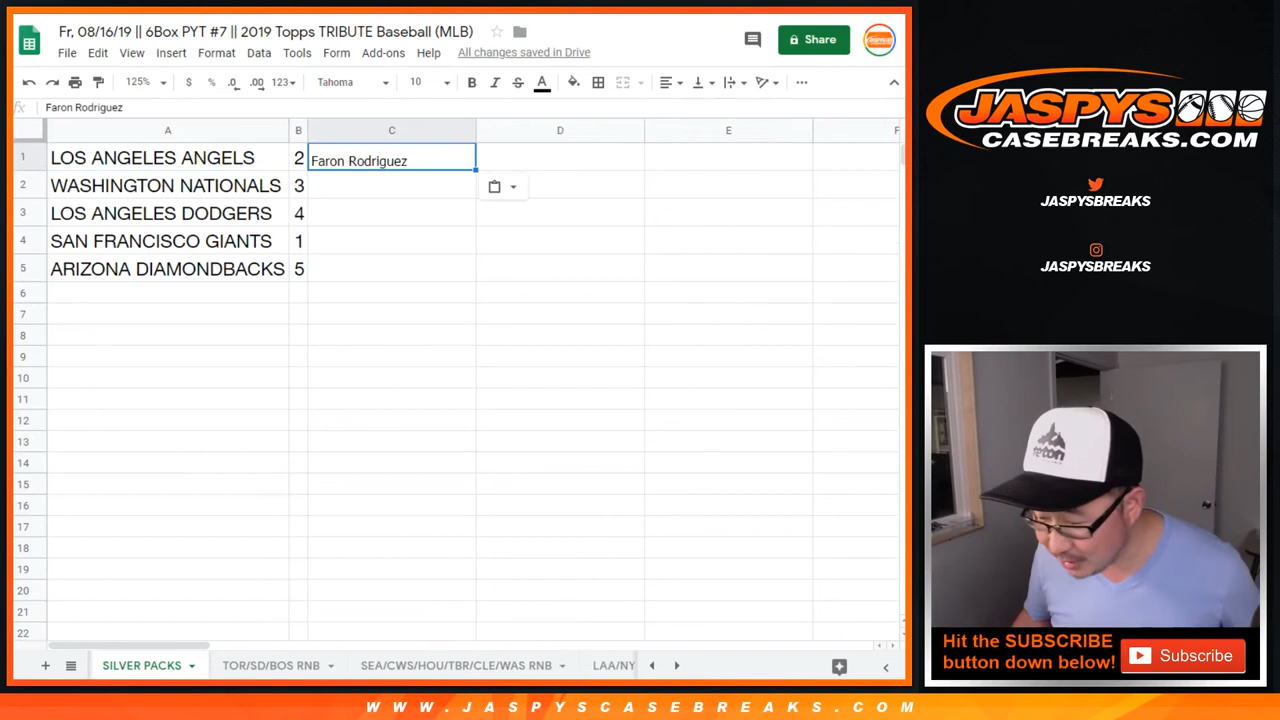 Fr, 08/16/19 || 6Box PYT #7 || 2019 Topps TRIBUTE Baseball (MLB)
File Edit View Insert Format Data Tools Form Add-ons Help All changes saved in Drive
Share
125% $ % .0 .00 123 Tahoma 10 B I S A
fx Faron Rodriguez
A B C D E F
1 LOS ANGELES ANGELS 2 Faron Rodriguez
2 WASHINGTON NATIONALS 3
3 LOS ANGELES DODGERS 4
4 SAN FRANCISCO GIANTS 1
5 ARIZONA DIAMONDBACKS 5
6
7
8
9
10
11
12
13
14
15
16
17
18
19
20
21
22
SILVER PACKS TOR/SD/BOS RNB SEA/CWS/HOU/TBR/CLE/WAS RNB LAA/NY
JASPYS
CASEBREAKS.COM
JASPYSBREAKS
JASPYSBREAKS
Hit the SUBSCRIBE
button down below!
Subscribe
WWW.JASPYSCASEBREAKS.COM